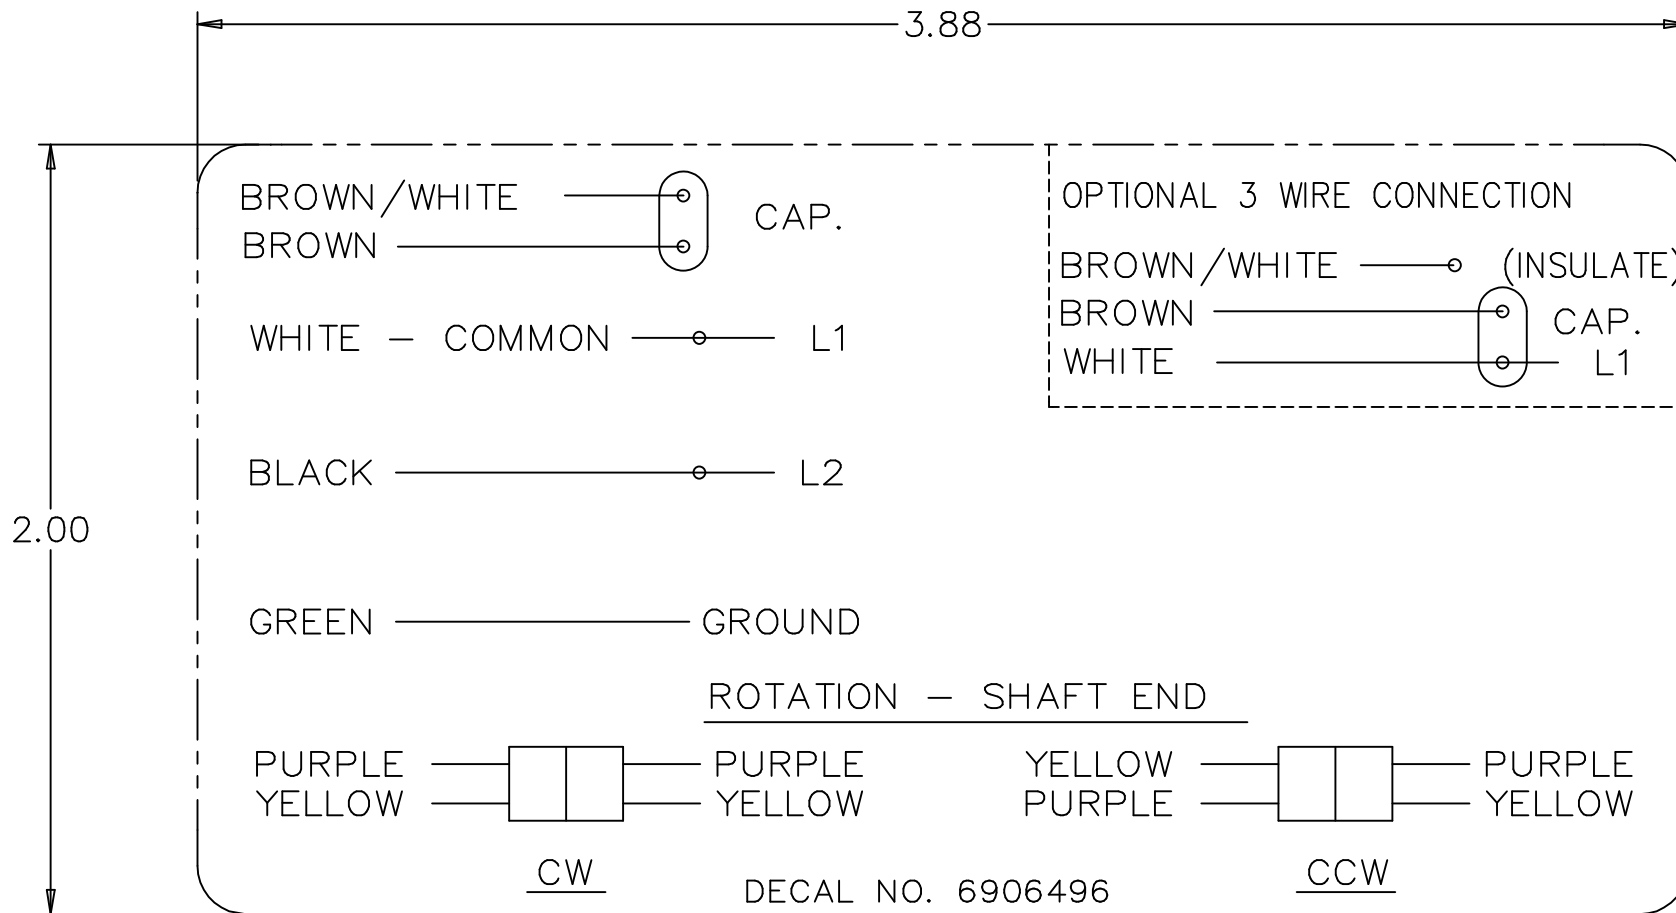 3.88
2.00
BROWN/WHITE
BROWN
CAP.
WHITE - COMMON L1
BLACK L2
GREEN GROUND
OPTIONAL 3 WIRE CONNECTION
BROWN/WHITE (INSULATE)
BROWN
CAP.
WHITE L1
ROTATION - SHAFT END
PURPLE PURPLE
YELLOW YELLOW
CW
YELLOW PURPLE
PURPLE YELLOW
CCW
DECAL NO. 6906496